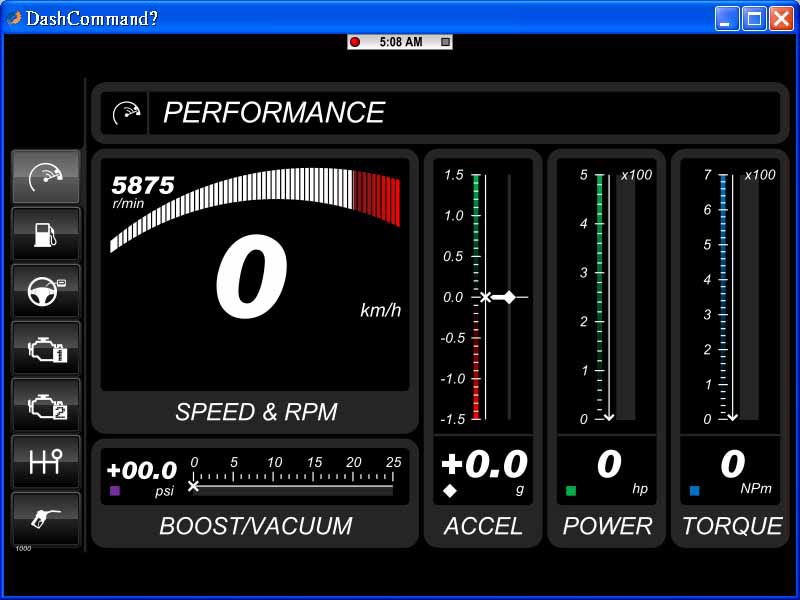 DashCommand?
5:08 AM
PERFORMANCE
5875
r/min
0
km/h
SPEED & RPM
+00.0
psi
0 5 10 15 20 25
BOOST/VACUUM
1.5
1.0
0.5
0.0
-0.5
-1.0
-1.5
+0.0
g
ACCEL
5 x100
4
3
2
1
0
0
hp
POWER
7 x100
6
5
4
3
2
1
0
0
NPm
TORQUE
1
2
1000